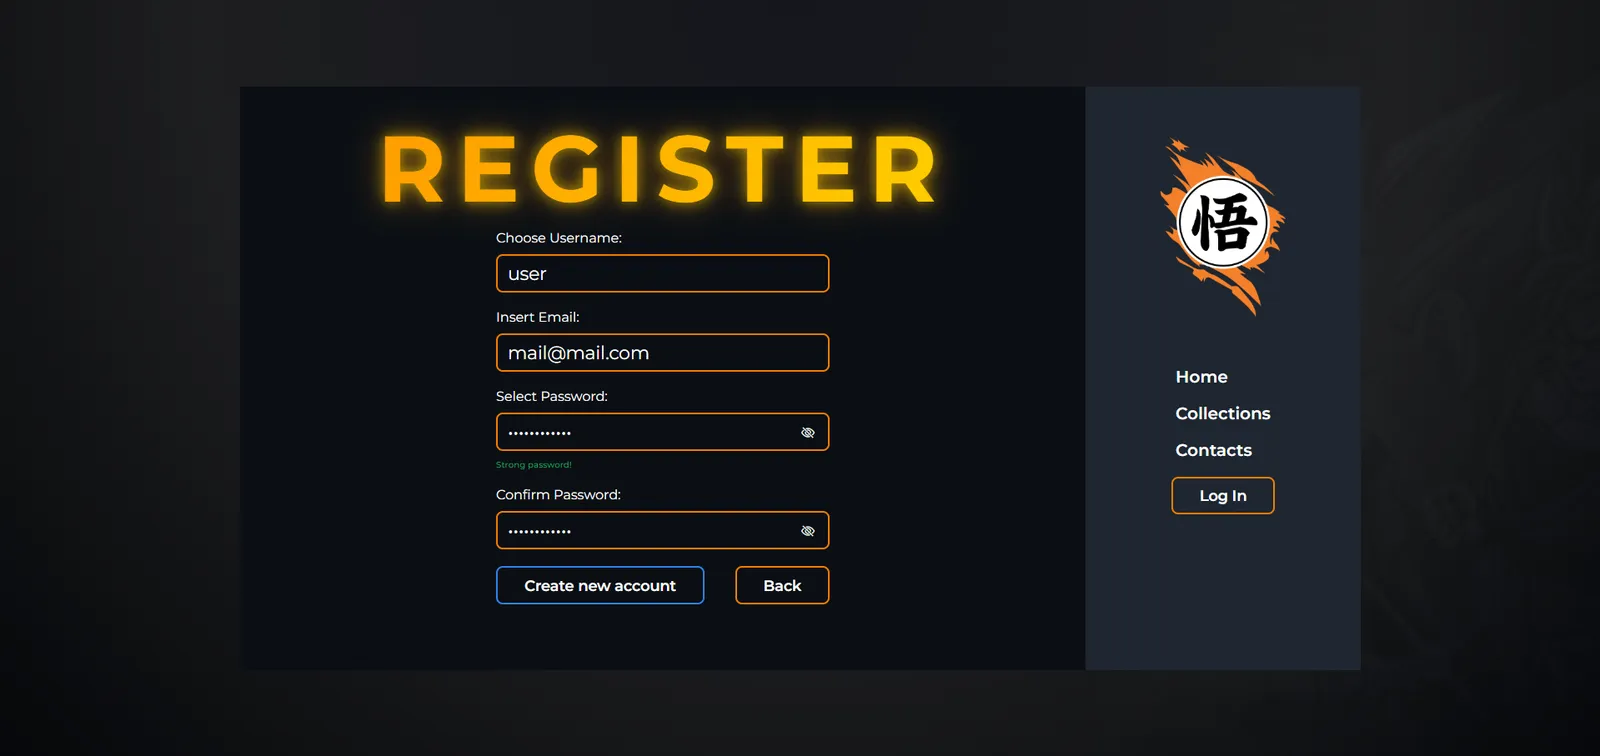 REGISTER
Choose Username:
user
Insert Email:
mail@mail.com
Select Password:
••••••••••••
Strong password!
Confirm Password:
••••••••••••
Create new account
Back
悟
Home
Collections
Contacts
Log In